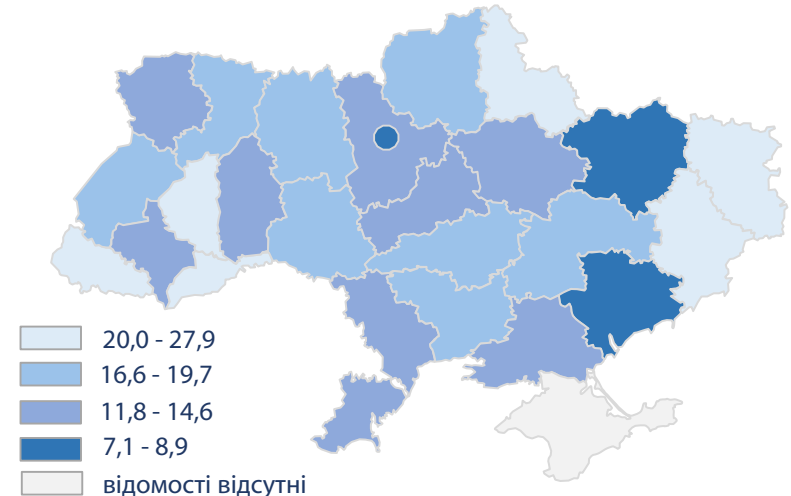 20,0 - 27,9
16,6 - 19,7
11,8 - 14,6
7,1 - 8,9
відомості відсутні